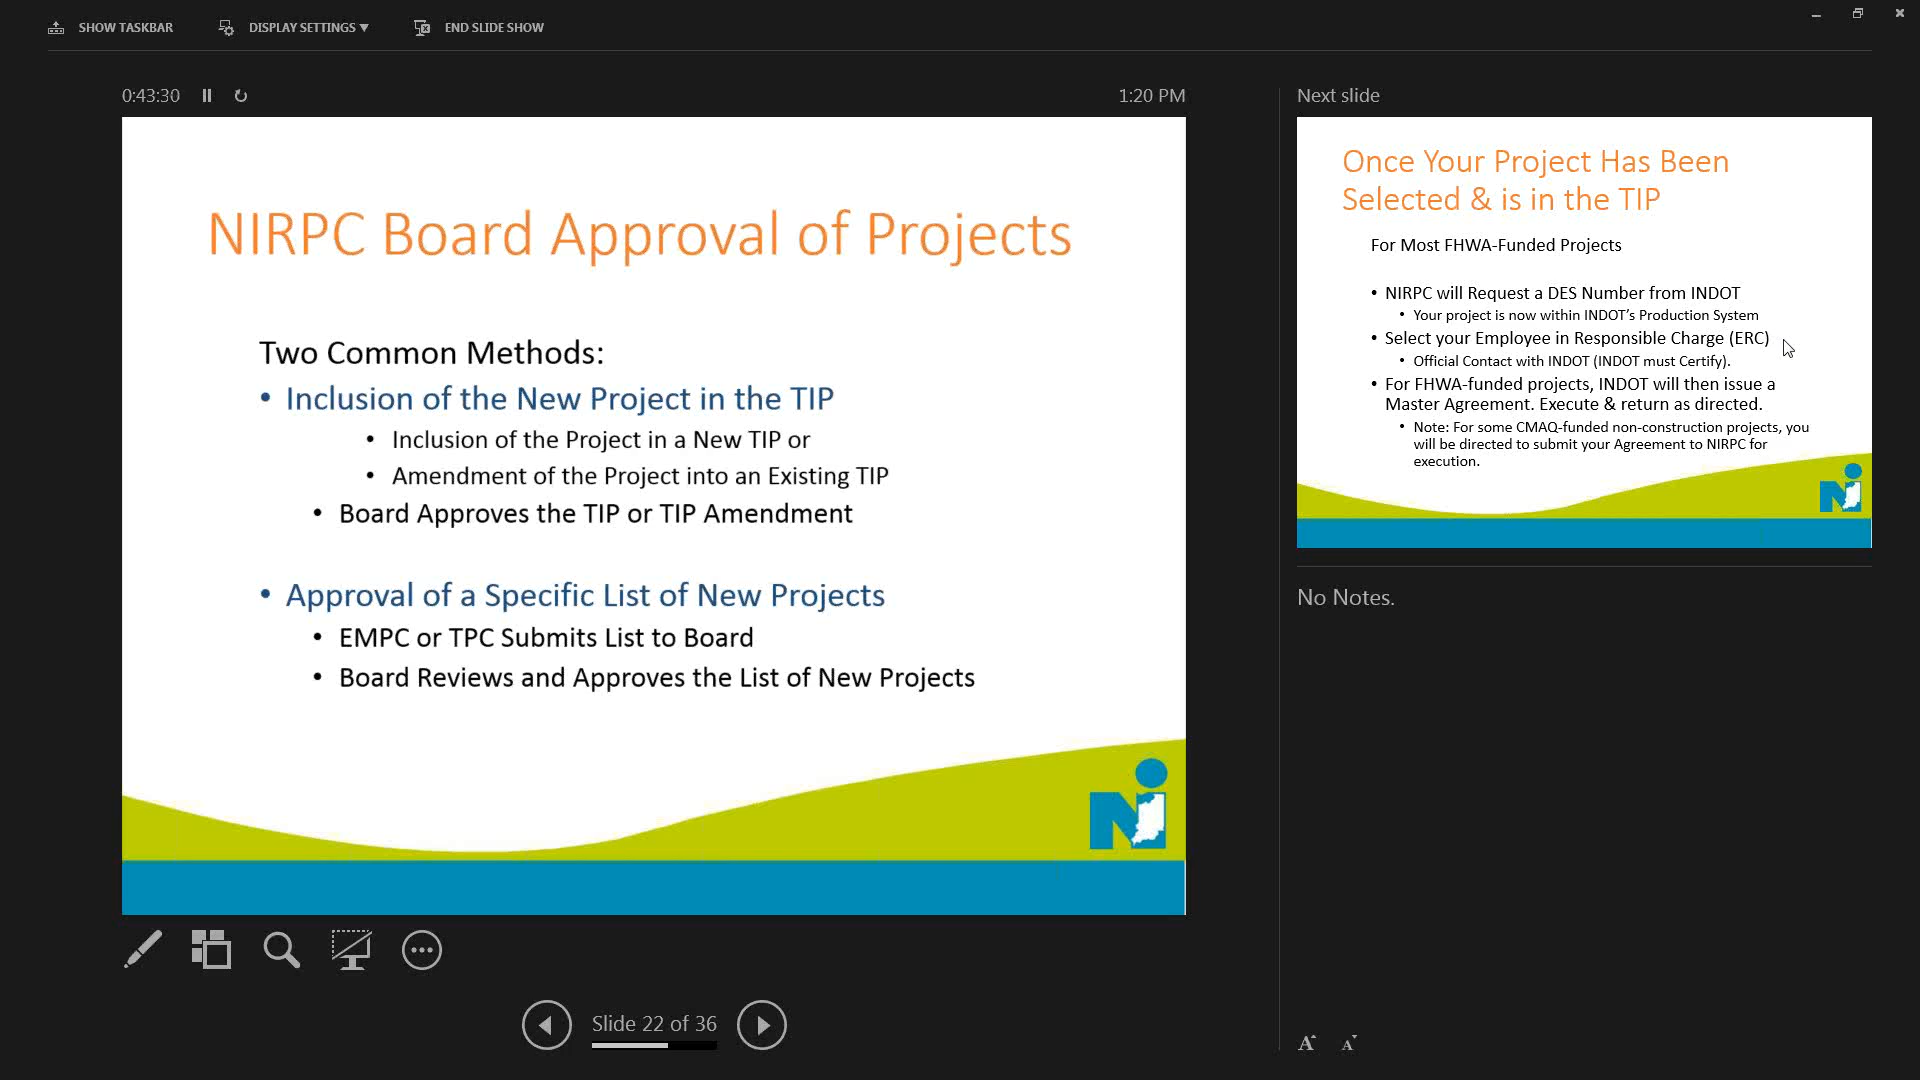 SHOW TASKBAR
DISPLAY SETTINGS
END SLIDE SHOW
0:43:30
1:20 PM
NIRPC Board Approval of Projects
Two Common Methods:
• Inclusion of the New Project in the TIP
• Inclusion of the Project in a New TIP or
• Amendment of the Project into an Existing TIP
• Board Approves the TIP or TIP Amendment
• Approval of a Specific List of New Projects
• EMPC or TPC Submits List to Board
• Board Reviews and Approves the List of New Projects
Slide 22 of 36
Next slide
Once Your Project Has Been
Selected & is in the TIP
For Most FHWA-Funded Projects
• NIRPC will Request a DES Number from INDOT
• Your project is now within INDOT's Production System
• Select your Employee in Responsible Charge (ERC)
• Official Contact with INDOT (INDOT must Certify).
• For FHWA-funded projects, INDOT will then issue a
Master Agreement. Execute & return as directed.
• Note: For some CMAQ-funded non-construction projects, you
will be directed to submit your Agreement to NIRPC for
execution.
No Notes.
A A